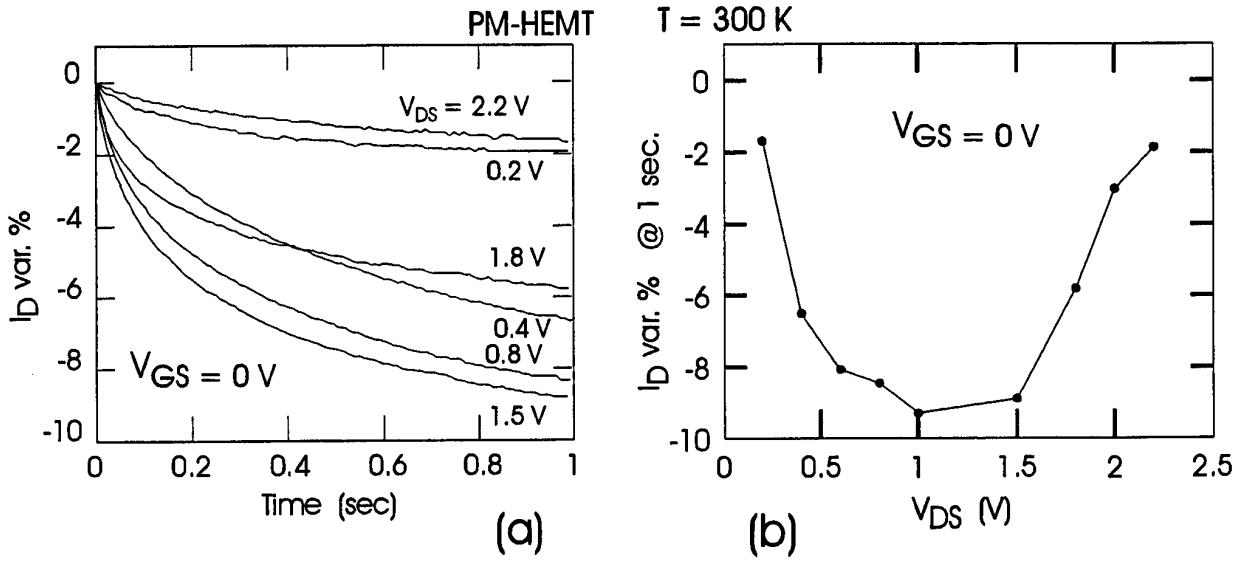 PM-HEMT T = 300 K
0
-2
-4
-6
-8
-10
I_D var. %
V_DS = 2.2 V
0.2 V
1.8 V
0.4 V
0.8 V
1.5 V
V_GS = 0 V
0 0.2 0.4 0.6 0.8 1
Time (sec)
(a)
0
-2
-4
-6
-8
-10
I_D var. % @ 1 sec.
V_GS = 0 V
0 0.5 1 1.5 2 2.5
V_DS (V)
(b)